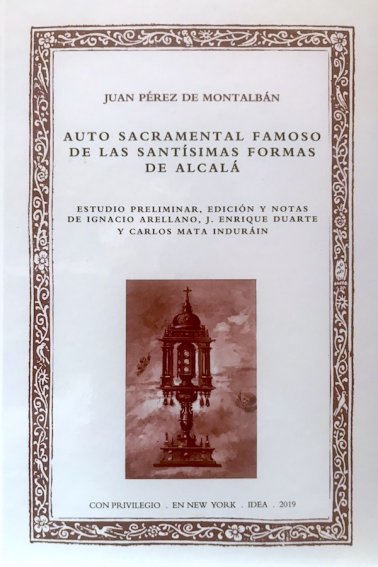 JUAN PÉREZ DE MONTALBÁN
AUTO SACRAMENTAL FAMOSO
DE LAS SANTÍSIMAS FORMAS
DE ALCALÁ
ESTUDIO PRELIMINAR, EDICIÓN Y NOTAS
DE IGNACIO ARELLANO, J. ENRIQUE DUARTE
Y CARLOS MATA INDURÁIN
CON PRIVILEGIO . EN NEW YORK . IDEA . 2019